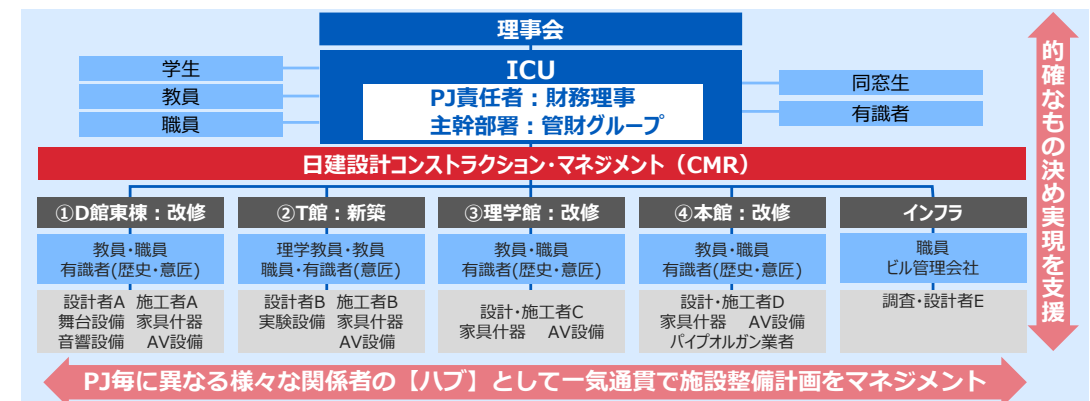 理事会
ICU
PJ責任者：財務理事
主幹部署：管財グループ
学生
教員
職員
同窓生
有識者
日建設計コンストラクション・マネジメント（CMR）
①D館東棟：改修
教員・職員
有識者(歴史・意匠)
設計者A 施工者A
舞台設備 家具什器
音響設備 AV設備
②T館：新築
理学教員・教員
職員・有識者(意匠)
設計者B 施工者B
実験設備 家具什器
AV設備
③理学館：改修
教員・職員
有識者(歴史・意匠)
設計・施工者C
家具什器 AV設備
④本館：改修
教員・職員
有識者(歴史・意匠)
設計・施工者D
家具什器 AV設備
パイプオルガン業者
インフラ
職員
ビル管理会社
調査・設計者E
的確なもの決め実現を支援
PJ毎に異なる様々な関係者の【ハブ】として一気通貫で施設整備計画をマネジメント